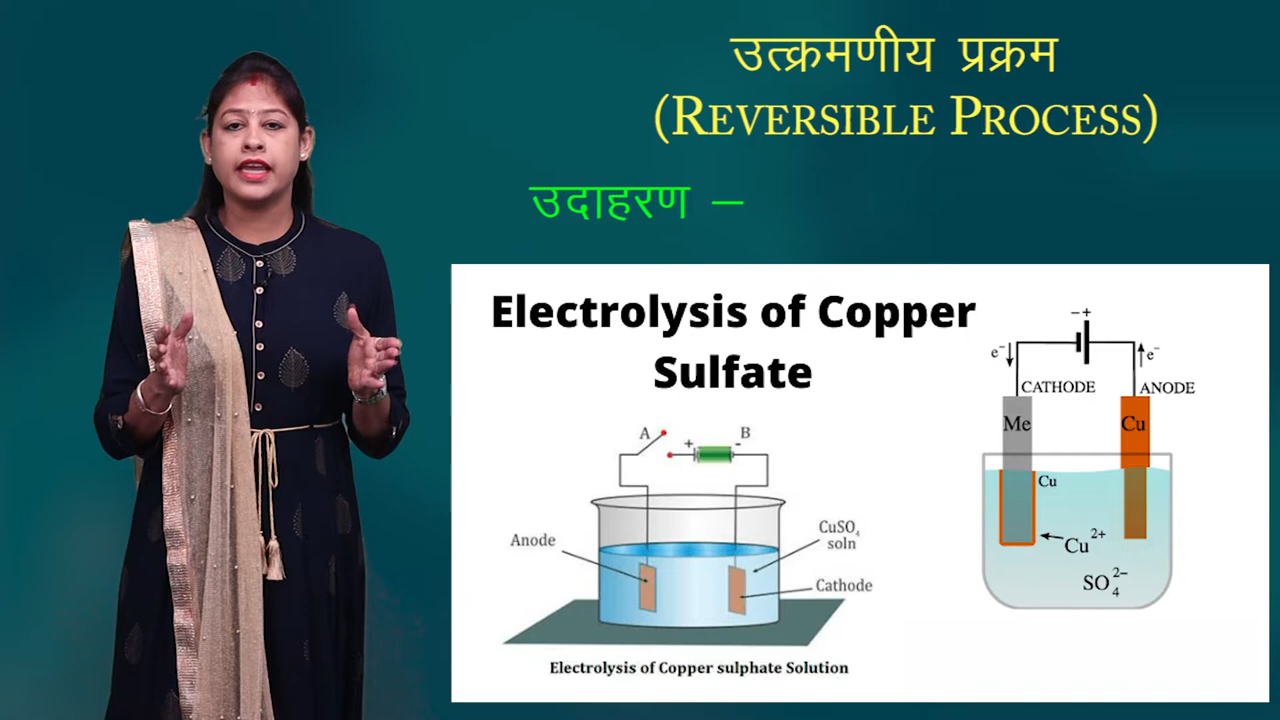 उत्क्रमणीय प्रक्रम
(REVERSIBLE PROCESS)
उदाहरण –
Electrolysis of Copper
Sulfate
A
B
+
-
Anode
CuSO₄
soln
Cathode
Electrolysis of Copper sulphate Solution
− +
e⁻
e⁻
CATHODE
ANODE
Me
Cu
Cu
Cu²⁺
SO₄²⁻